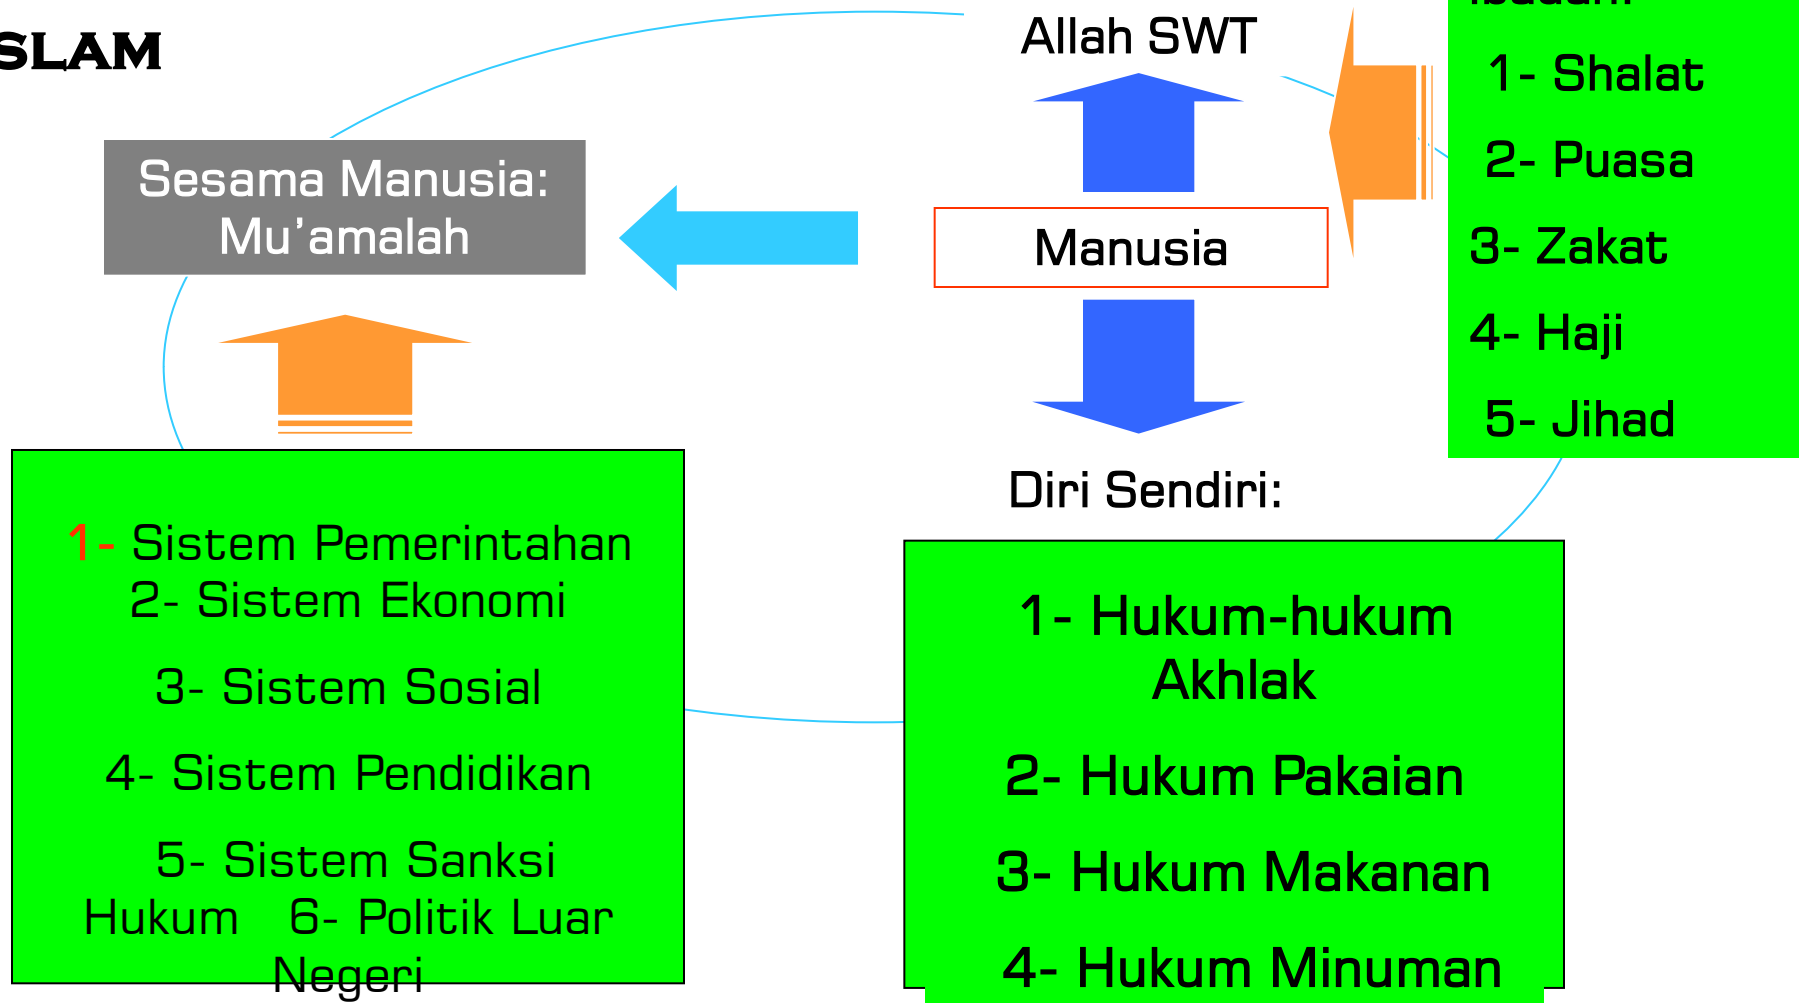 SLAM
Allah SWT
1- Shalat
2- Puasa
3- Zakat
4- Haji
5- Jihad
Sesama Manusia:
Mu’amalah
Manusia
Diri Sendiri:
1- Sistem Pemerintahan
2- Sistem Ekonomi
3- Sistem Sosial
4- Sistem Pendidikan
5- Sistem Sanksi
Hukum 6- Politik Luar
Negeri
1- Hukum-hukum
Akhlak
2- Hukum Pakaian
3- Hukum Makanan
4- Hukum Minuman